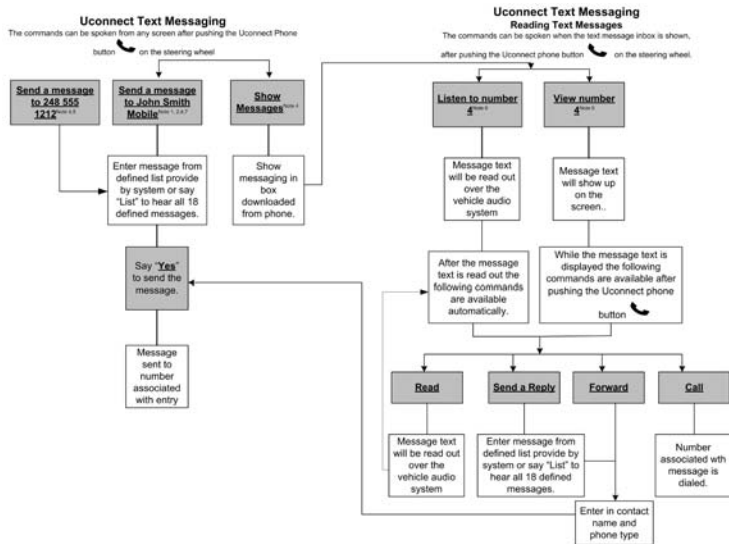 Uconnect Text Messaging
The commands can be spoken from any screen after pushing the Uconnect Phone
button on the steering wheel
Send a message
to 248 555
1212 Note 4,5
Send a message
to John Smith
Mobile Note 1, 2,6,7
Show
Messages
Enter message from
defined list provide
by system or say
"List" to hear all 18
defined messages.
Show
messaging in
box
downloaded
from phone.
Say "Yes"
to send the
message.
Message
sent to
number
associated
with entry
Uconnect Text Messaging
Reading Text Messages
The commands can be spoken when the text message inbox is shown,
after pushing the Uconnect phone button on the steering wheel.
Listen to number
4
View number
4
Message text
will be read out
over the
vehicle audio
system
Message text
will show up
on the
screen..
After the message
text is read out the
following commands
are available
automatically.
While the message text is
displayed the following
commands are available after
pushing the Uconnect phone
button
Read
Send a Reply
Forward
Call
Message text
will be read out
over the
vehicle audio
system
Enter message from
defined list provide by
system or say "List" to
hear all 18 defined
messages.
Number
associated wth
message is
dialed.
Enter in contact
name and
phone type